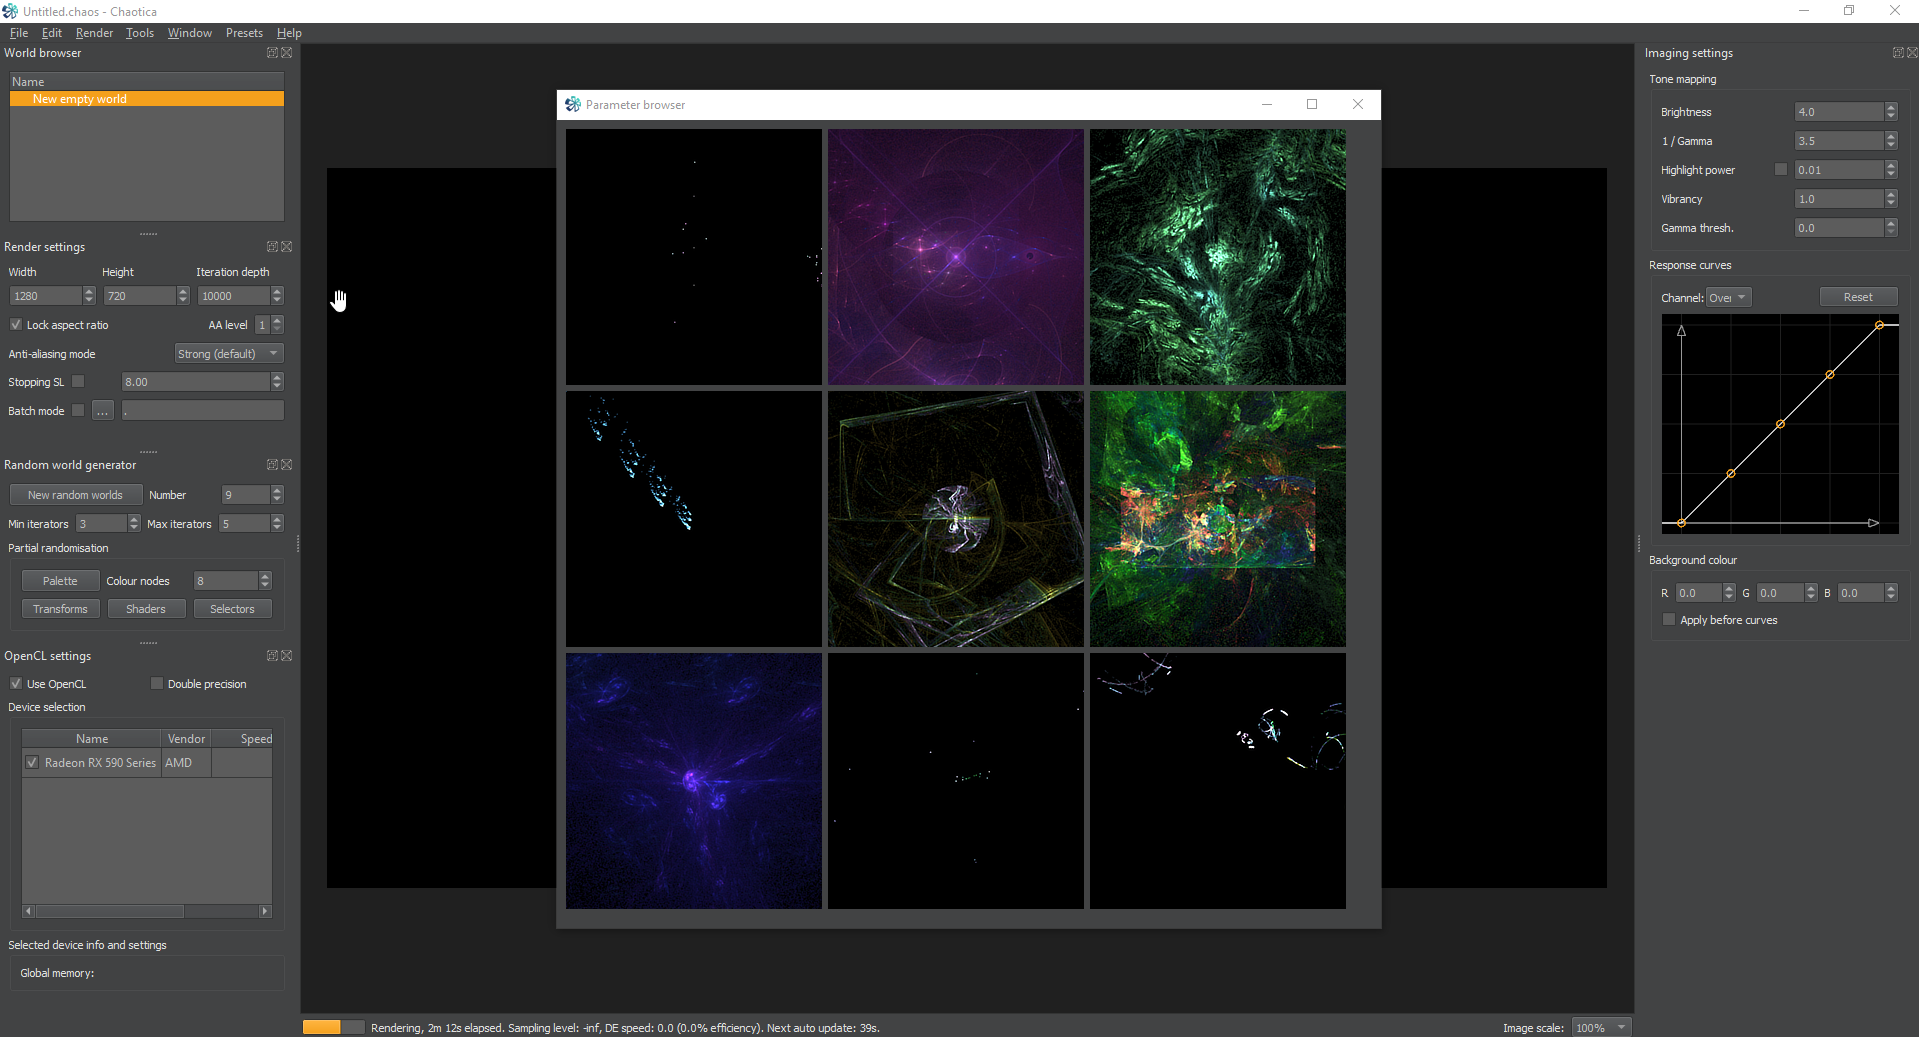 Untitled.chaos - Chaotica
File Edit Render Tools Window Presets Help
World browser
Name
New empty world
Render settings
Width Height Iteration depth
1280 720 10000
Lock aspect ratio AA level 1
Anti-aliasing mode Strong (default)
Stopping SL 8.00
Batch mode ... .
Random world generator
New random worlds Number 9
Min iterators 3 Max iterators 5
Partial randomisation
Palette Colour nodes 8
Transforms Shaders Selectors
OpenCL settings
Use OpenCL Double precision
Device selection
Name Vendor Speed
Radeon RX 590 Series AMD
Selected device info and settings
Global memory:
Parameter browser
Rendering, 2m 12s elapsed. Sampling level: -inf, DE speed: 0.0 (0.0% efficiency). Next auto update: 39s.
Image scale: 100%
Imaging settings
Tone mapping
Brightness 4.0
1 / Gamma 3.5
Highlight power 0.01
Vibrancy 1.0
Gamma thresh. 0.0
Response curves
Channel: Over Reset
Background colour
R 0.0 G 0.0 B 0.0
Apply before curves